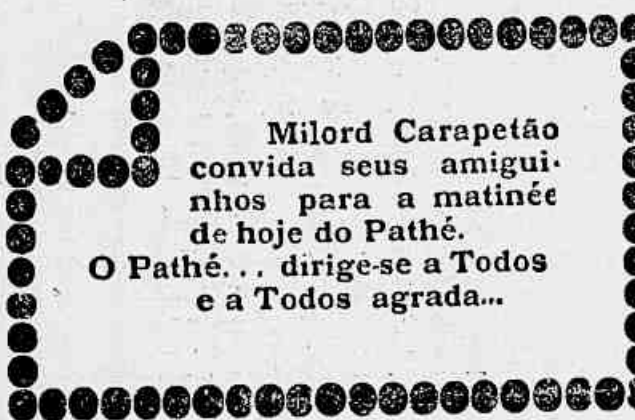 Milord Carapetão
convida seus amigui-
nhos para a matinée
de hoje do Pathé.
O Pathé... dirige-se a Todos
e a Todos agrada...